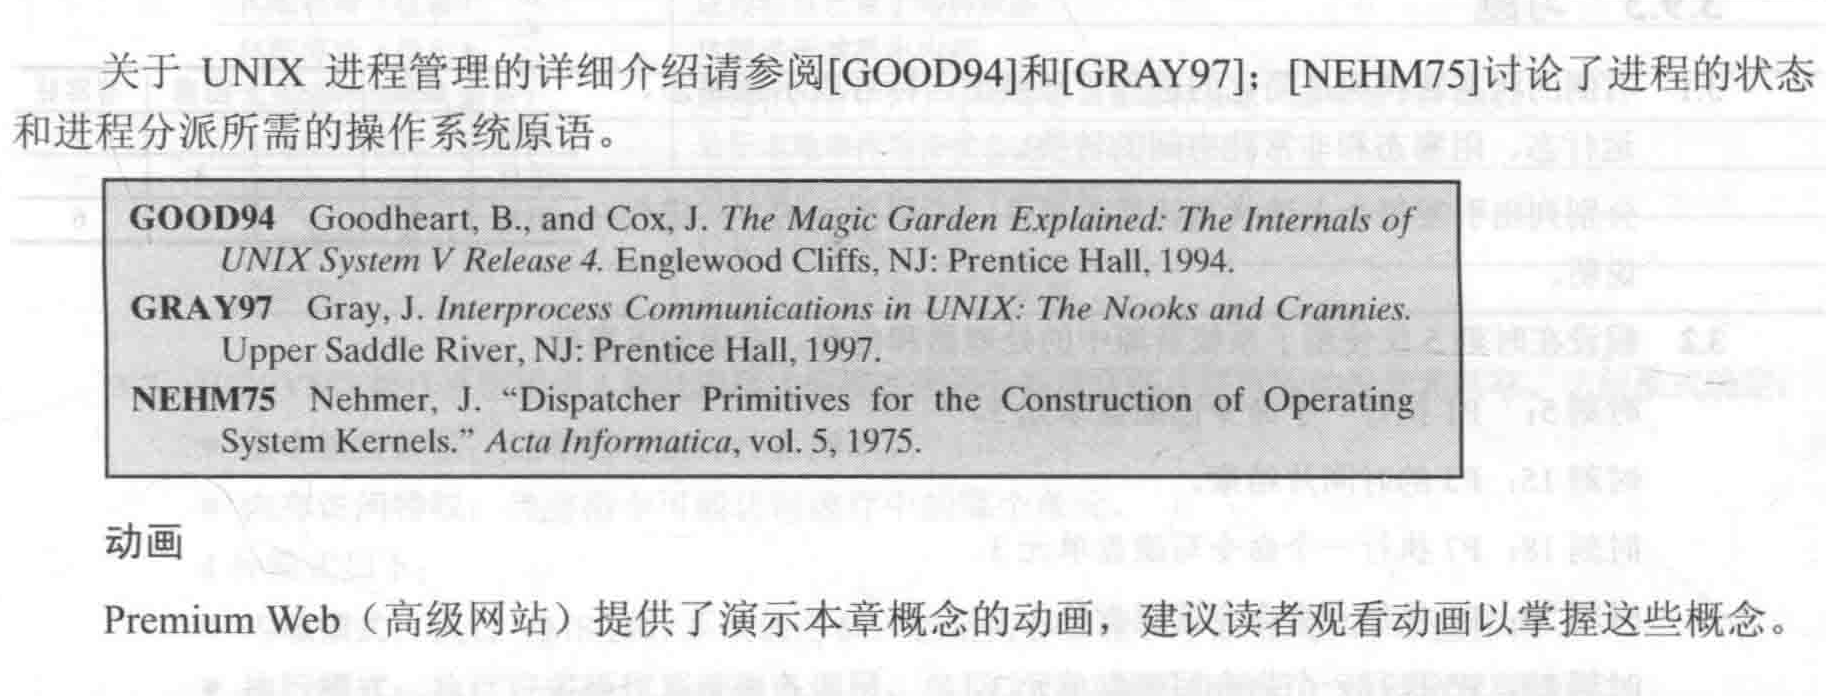 关于 UNIX 进程管理的详细介绍请参阅[GOOD94]和[GRAY97]；[NEHM75]讨论了进程的状态
和进程分派所需的操作系统原语。
GOOD94 Goodheart, B., and Cox, J. The Magic Garden Explained: The Internals of
UNIX System V Release 4. Englewood Cliffs, NJ: Prentice Hall, 1994.
GRAY97 Gray, J. Interprocess Communications in UNIX: The Nooks and Crannies.
Upper Saddle River, NJ: Prentice Hall, 1997.
NEHM75 Nehmer, J. “Dispatcher Primitives for the Construction of Operating
System Kernels.” Acta Informatica, vol. 5, 1975.
动画
Premium Web（高级网站）提供了演示本章概念的动画，建议读者观看动画以掌握这些概念。